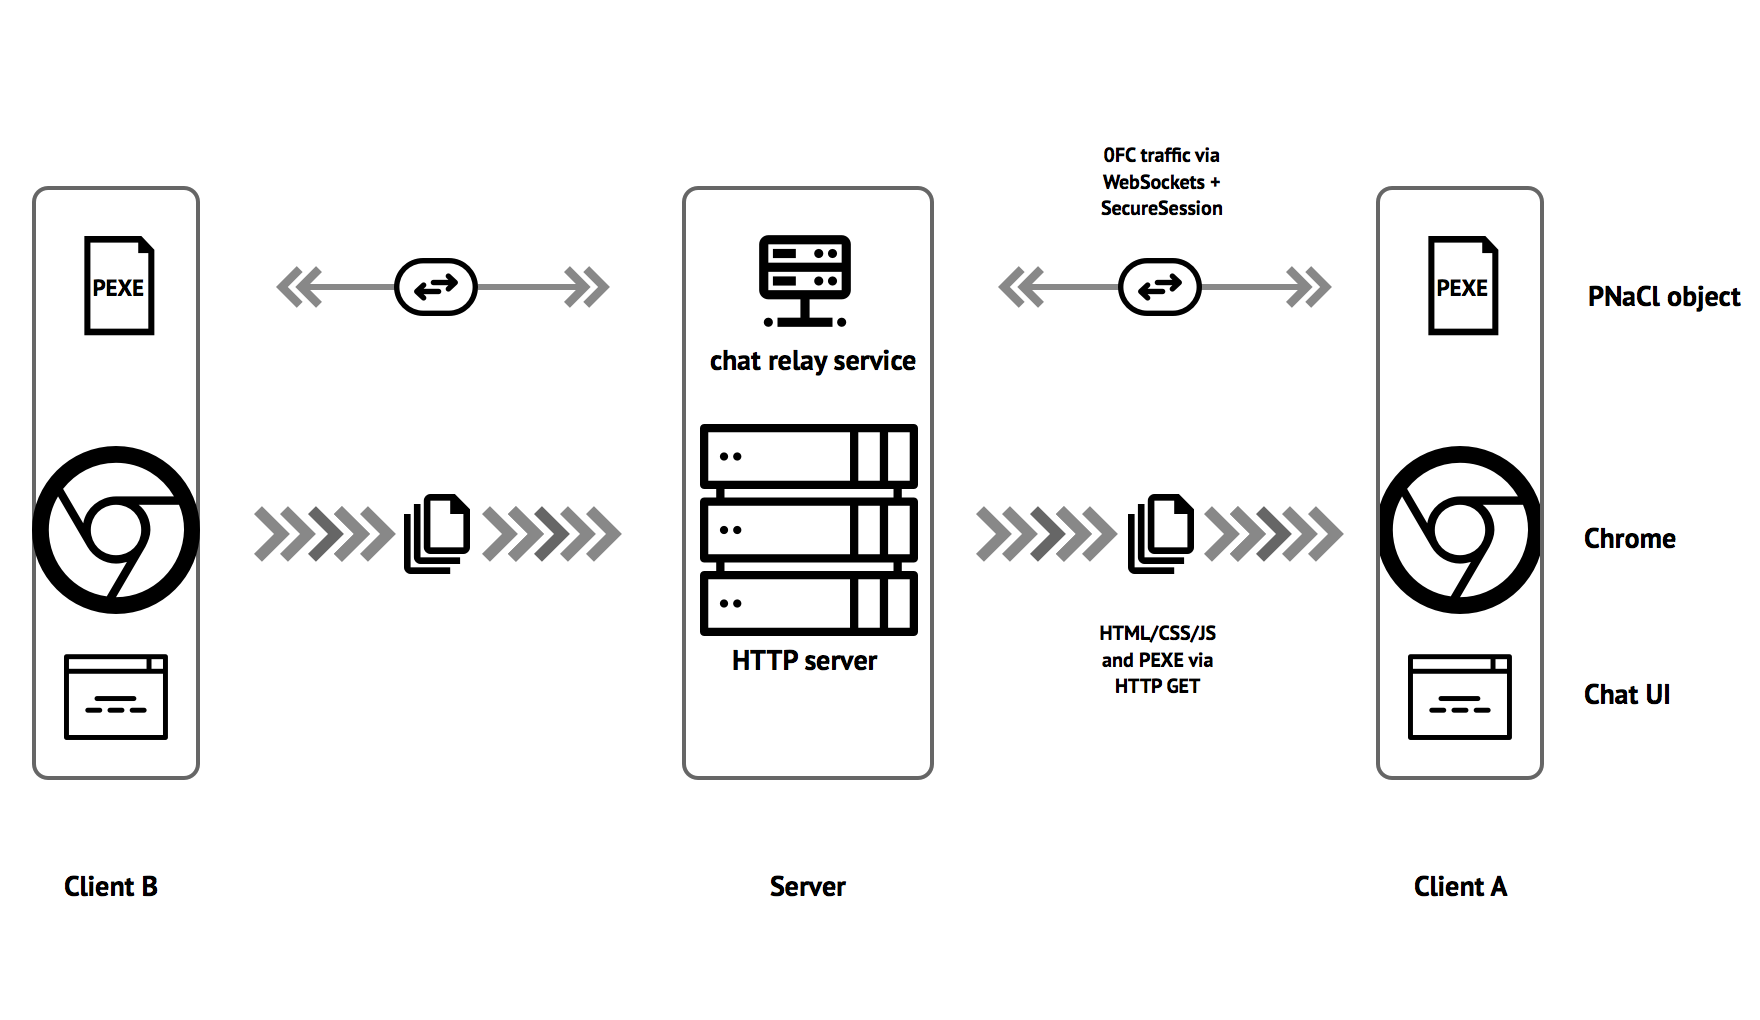 0FC traffic via
WebSockets +
SecureSession
PEXE
PEXE
PNaCl object
chat relay service
Chrome
HTML/CSS/JS
and PEXE via
HTTP GET
HTTP server
Chat UI
Client B
Server
Client A